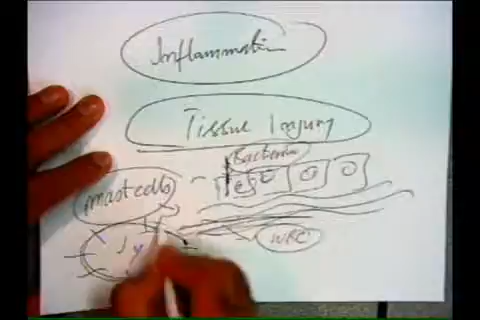 Inflammation
Tissue Injury
Bacteria
mastcells
WBC